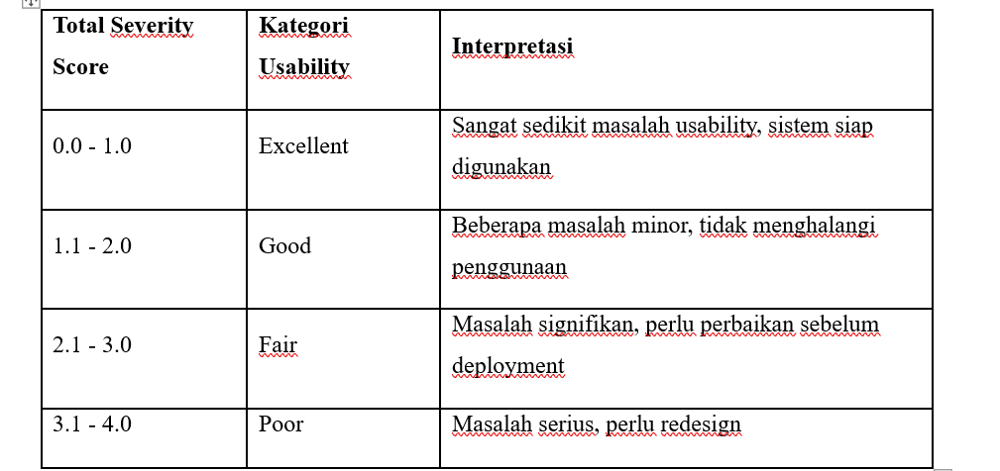 Total Severity
Score
Kategori
Usability
Interpretasi
0.0 - 1.0
Excellent
Sangat sedikit masalah usability, sistem siap
digunakan
1.1 - 2.0
Good
Beberapa masalah minor, tidak menghalangi
penggunaan
2.1 - 3.0
Fair
Masalah signifikan, perlu perbaikan sebelum
deployment
3.1 - 4.0
Poor
Masalah serius, perlu redesign